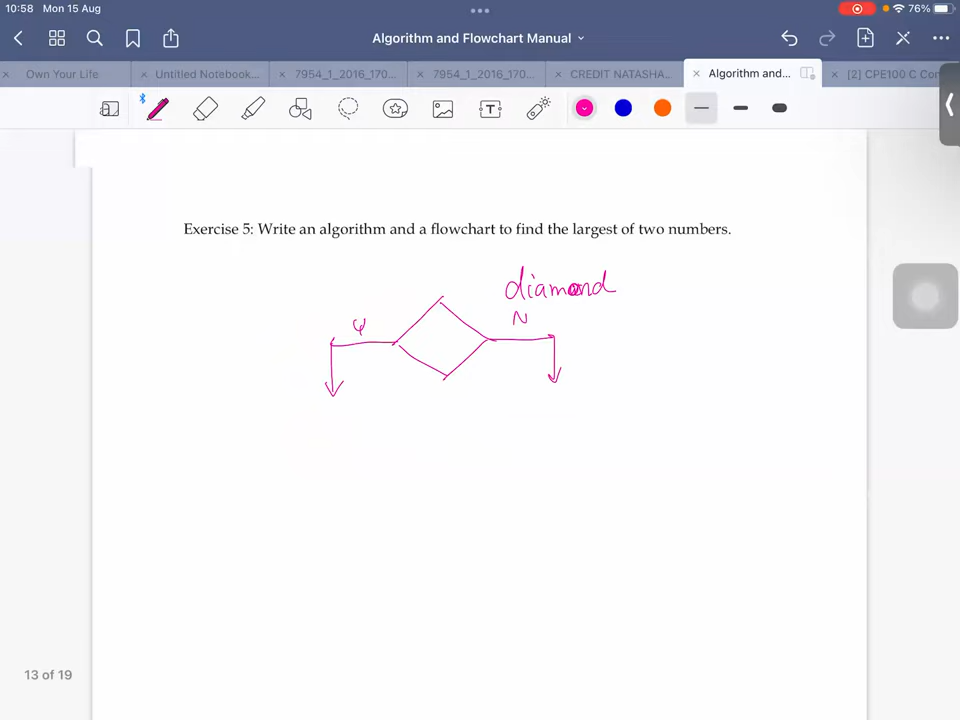 10:58 Mon 15 Aug
76%
Algorithm and Flowchart Manual
Own Your Life
Untitled Notebook...
7954_1_2016_170...
7954_1_2016_170...
CREDIT NATASHA...
Algorithm and...
[2] CPE100 C Con
T
Exercise 5: Write an algorithm and a flowchart to find the largest of two numbers.
diamond
Y
N
13 of 19